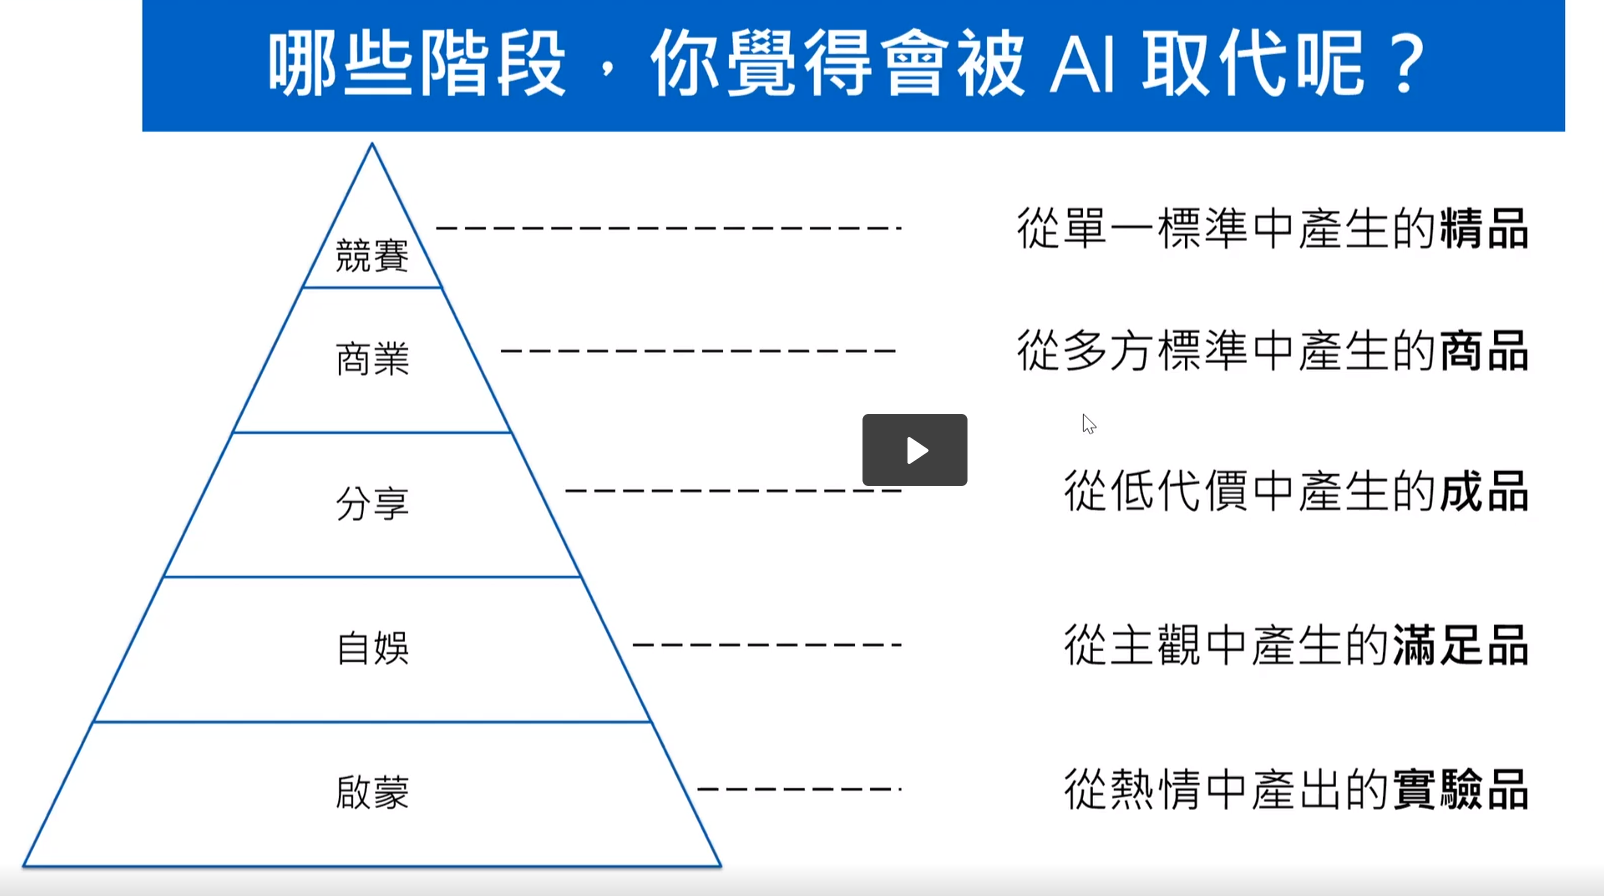 哪些階段，你覺得會被 AI 取代呢？
競賽
從單一標準中產生的精品
商業
從多方標準中產生的商品
分享
從低代價中產生的成品
自娛
從主觀中產生的滿足品
啟蒙
從熱情中產出的實驗品